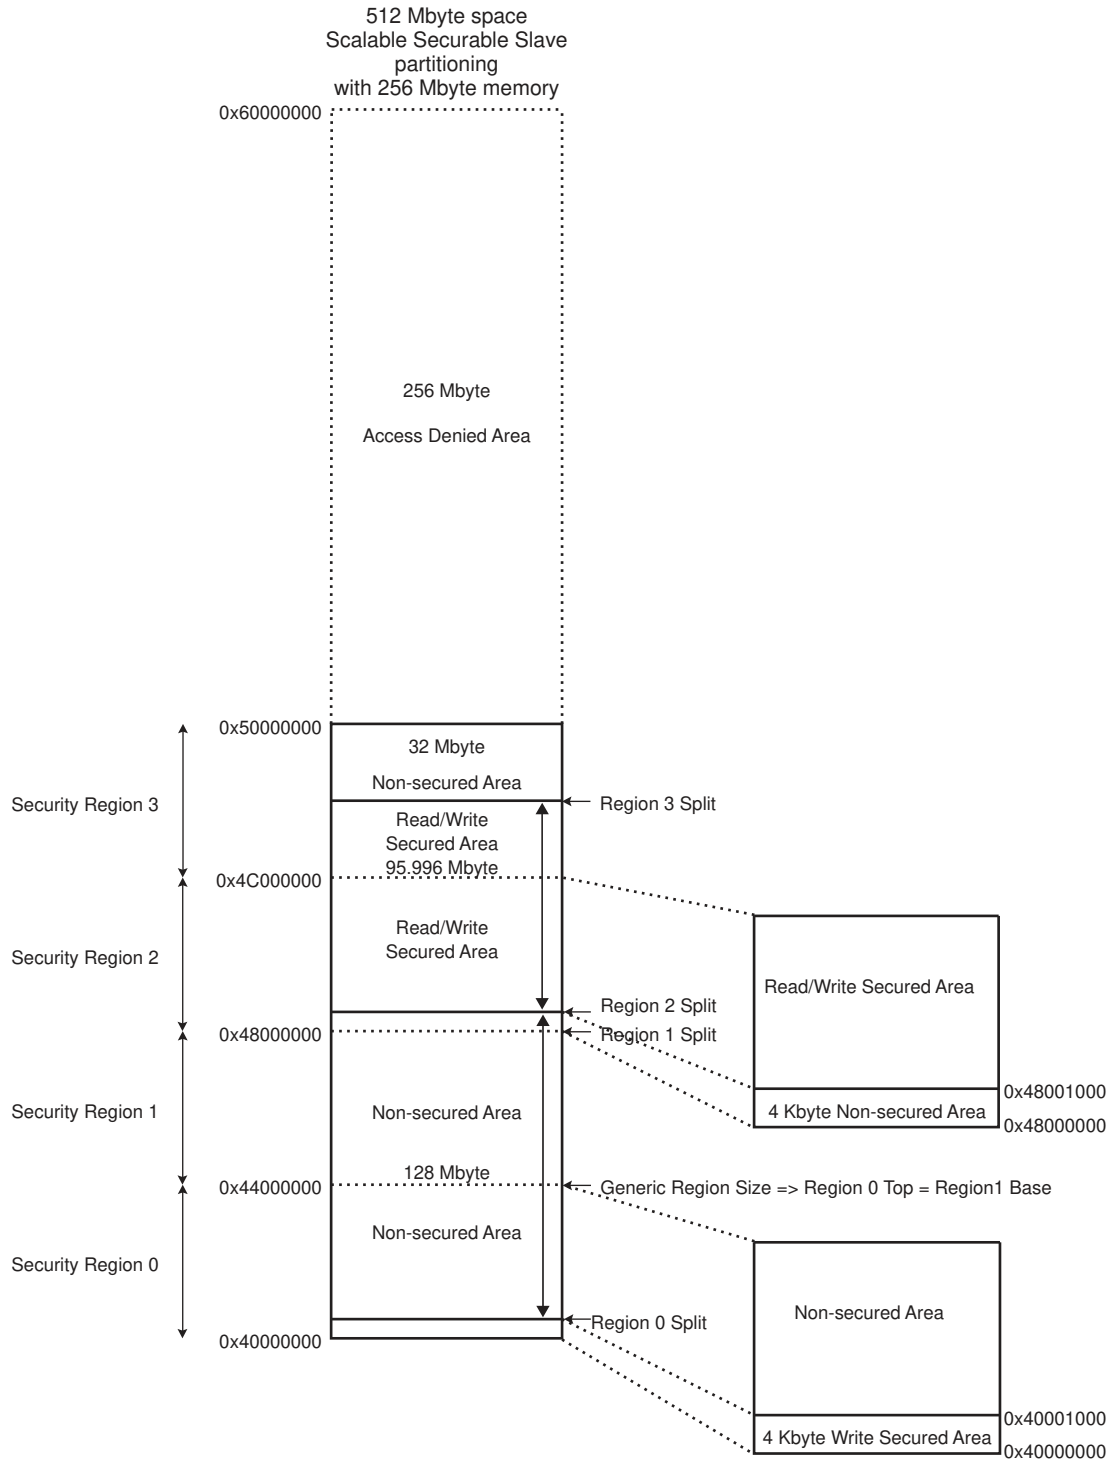 512 Mbyte space
Scalable Securable Slave
partitioning
with 256 Mbyte memory
0x60000000
256 Mbyte
Access Denied Area
0x50000000
32 Mbyte
Non-secured Area
Security Region 3
Region 3 Split
Read/Write
Secured Area
95.996 Mbyte
0x4C000000
Read/Write
Secured Area
Security Region 2
Read/Write Secured Area
Region 2 Split
0x48000000
Region 1 Split
0x48001000
4 Kbyte Non-secured Area
0x48000000
Security Region 1
Non-secured Area
128 Mbyte
0x44000000
Generic Region Size => Region 0 Top = Region1 Base
Non-secured Area
Security Region 0
Non-secured Area
Region 0 Split
0x40000000
0x40001000
4 Kbyte Write Secured Area
0x40000000